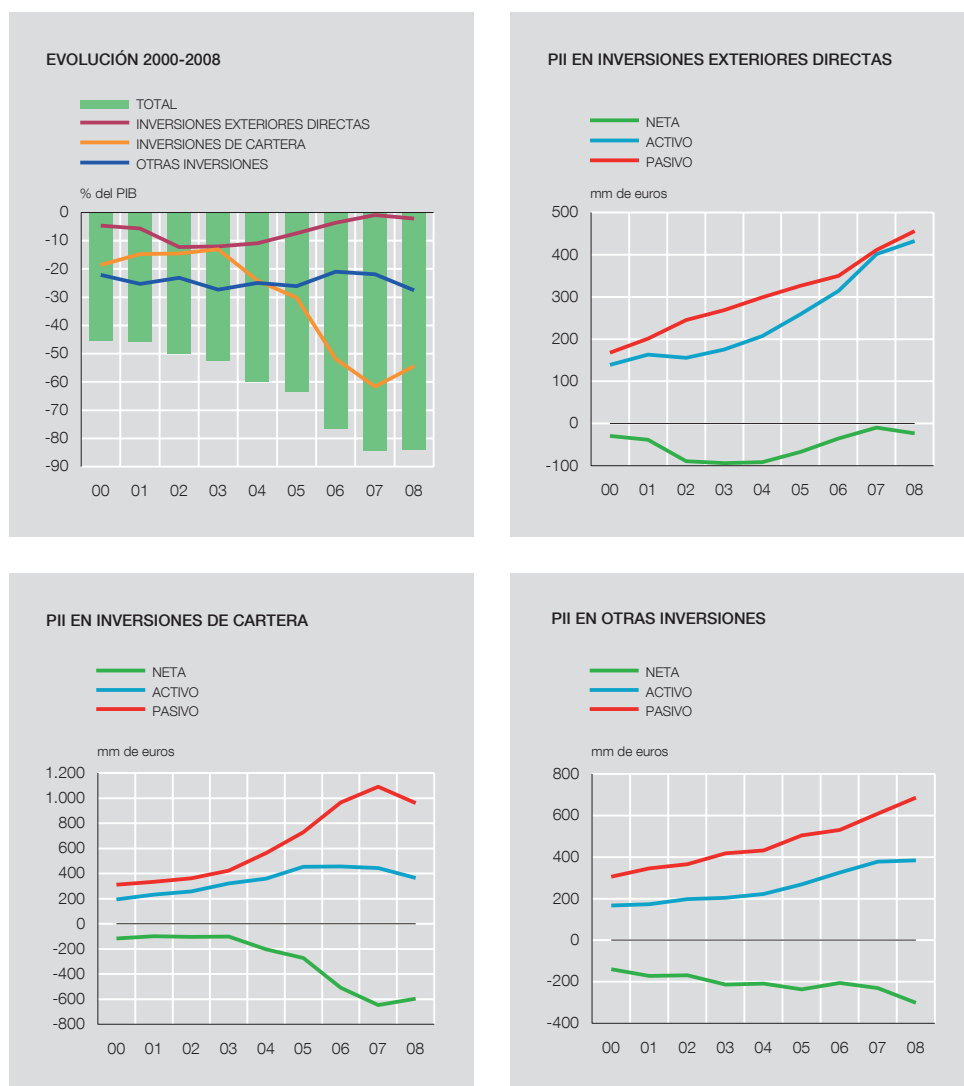 EVOLUCIÓN 2000-2008
TOTAL
INVERSIONES EXTERIORES DIRECTAS
INVERSIONES DE CARTERA
OTRAS INVERSIONES
% del PIB
0
-10
-20
-30
-40
-50
-60
-70
-80
-90
00 01 02 03 04 05 06 07 08
PII EN INVERSIONES EXTERIORES DIRECTAS
NETA
ACTIVO
PASIVO
mm de euros
500
400
300
200
100
0
-100
00 01 02 03 04 05 06 07 08
PII EN INVERSIONES DE CARTERA
NETA
ACTIVO
PASIVO
mm de euros
1.200
1.000
800
600
400
200
0
-200
-400
-600
-800
00 01 02 03 04 05 06 07 08
PII EN OTRAS INVERSIONES
NETA
ACTIVO
PASIVO
mm de euros
800
600
400
200
0
-200
-400
00 01 02 03 04 05 06 07 08